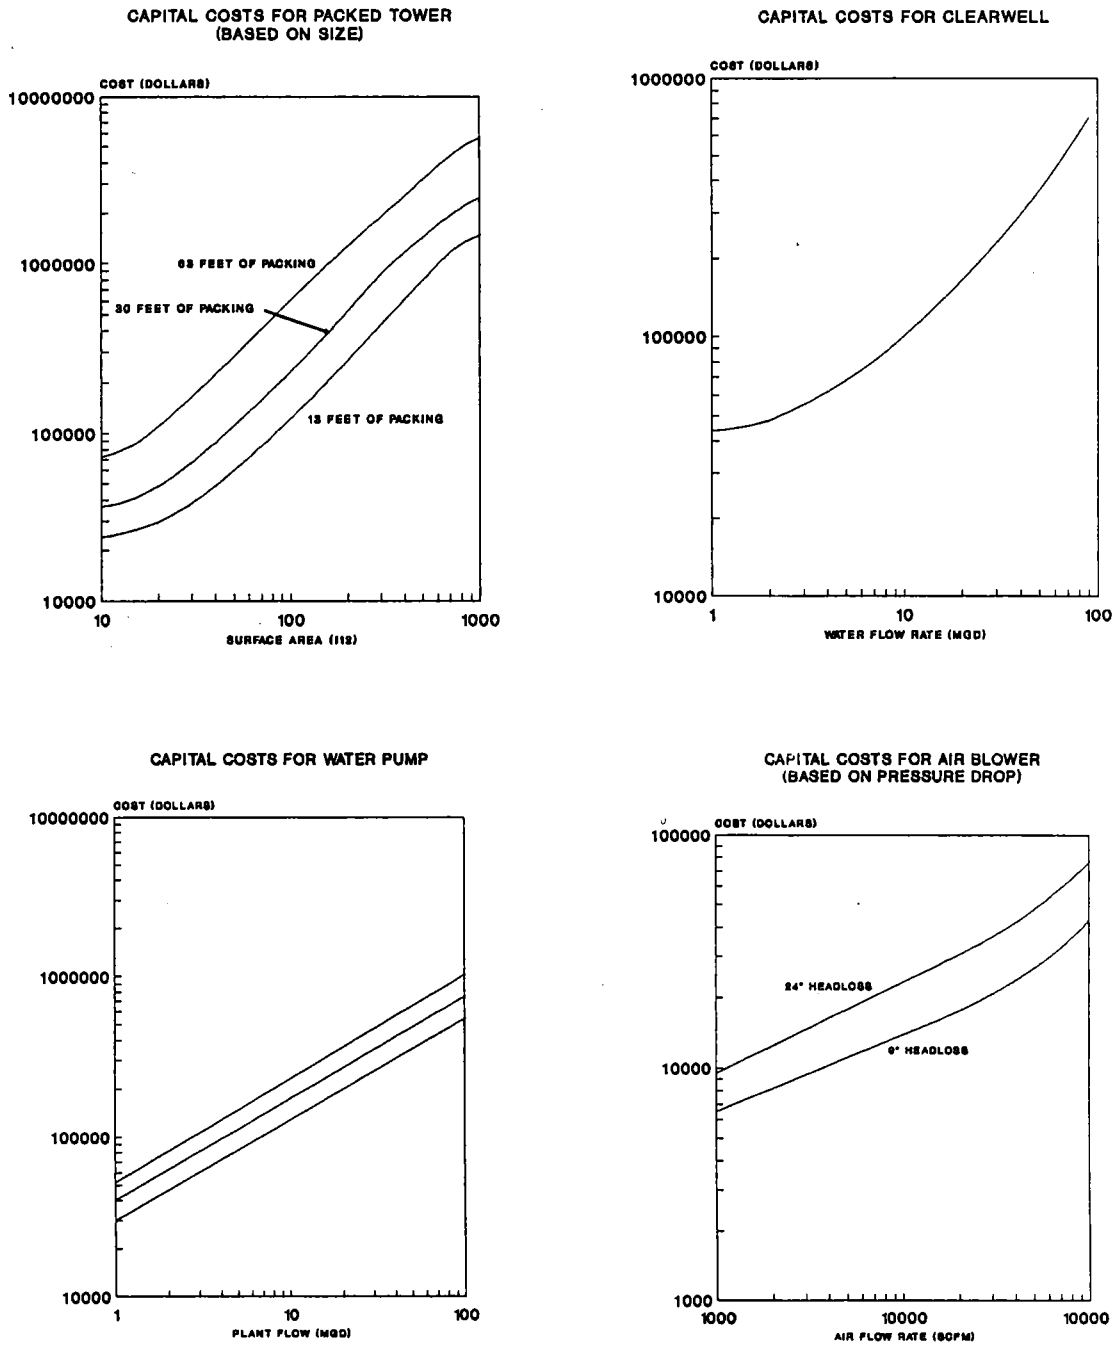 CAPITAL COSTS FOR PACKED TOWER
(BASED ON SIZE)
COST (DOLLARS)
10000000
1000000
100000
10000
63 FEET OF PACKING
30 FEET OF PACKING
13 FEET OF PACKING
10
100
1000
SURFACE AREA (ft2)
CAPITAL COSTS FOR CLEARWELL
COST (DOLLARS)
1000000
100000
10000
1
10
100
WATER FLOW RATE (MGD)
CAPITAL COSTS FOR WATER PUMP
COST (DOLLARS)
10000000
1000000
100000
10000
1
10
100
PLANT FLOW (MGD)
CAPITAL COSTS FOR AIR BLOWER
(BASED ON PRESSURE DROP)
COST (DOLLARS)
100000
10000
1000
24" HEADLOSS
HEADLOSS
1000
10000
10000
AIR FLOW RATE (SCFM)